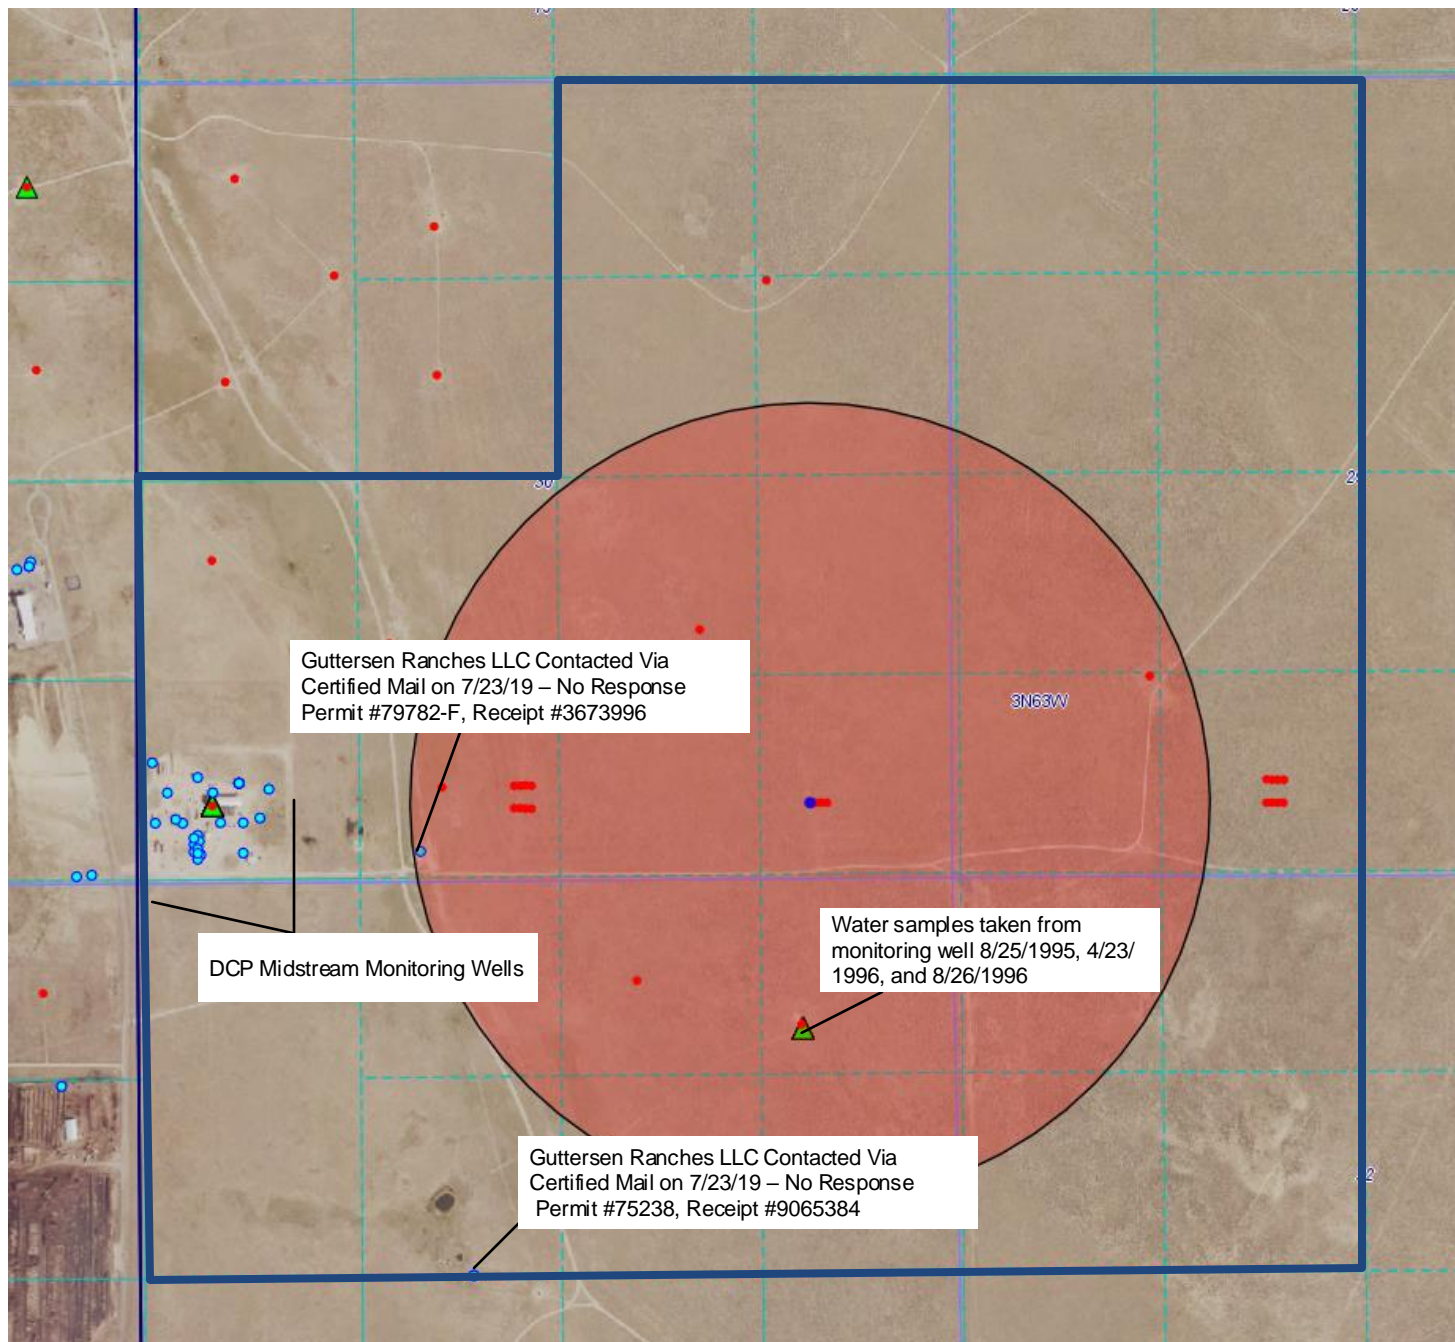 30
29
Guttersen Ranches LLC Contacted Via
Certified Mail on 7/23/19 – No Response
Permit #79782-F, Receipt #3673996
3N63W
Water samples taken from
monitoring well 8/25/1995, 4/23/
1996, and 8/26/1996
DCP Midstream Monitoring Wells
Guttersen Ranches LLC Contacted Via
Certified Mail on 7/23/19 – No Response
Permit #75238, Receipt #9065384